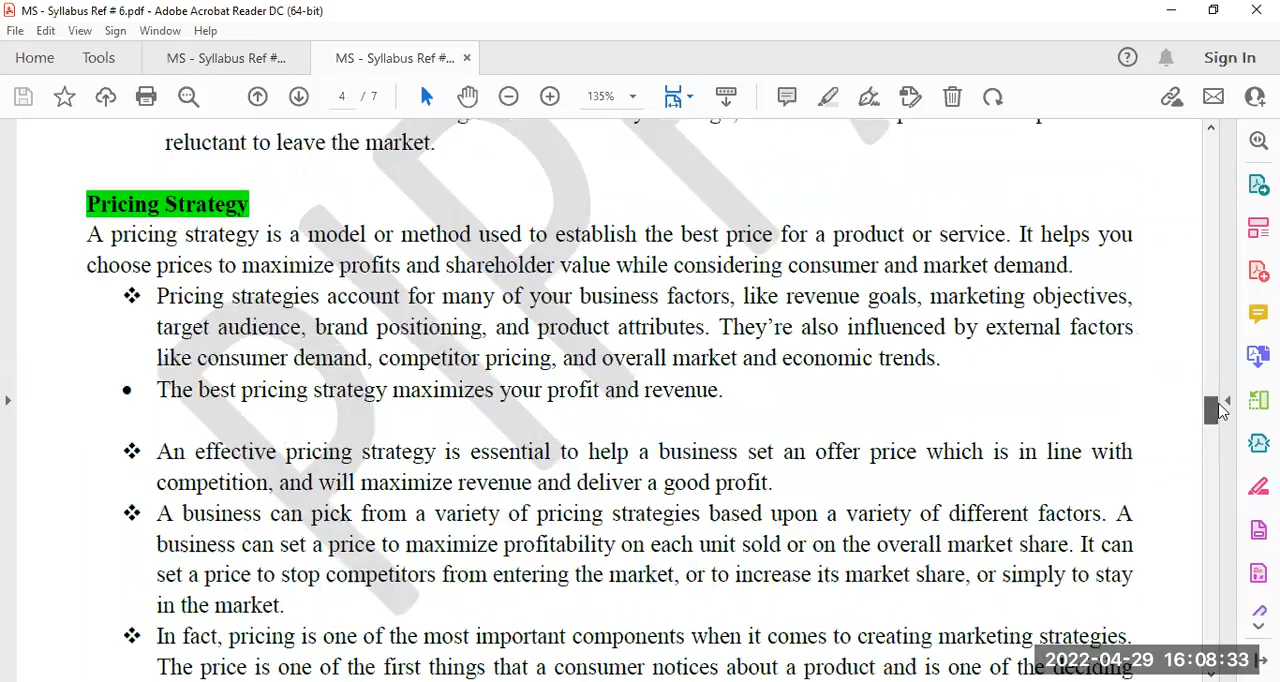 MS - Syllabus Ref # 6.pdf - Adobe Acrobat Reader DC (64-bit)
File Edit View Sign Window Help
Home Tools MS - Syllabus Ref #... MS - Syllabus Ref #... × Sign In
4 / 7 135%
reluctant to leave the market.
Pricing Strategy
A pricing strategy is a model or method used to establish the best price for a product or service. It helps you
choose prices to maximize profits and shareholder value while considering consumer and market demand.
❖ Pricing strategies account for many of your business factors, like revenue goals, marketing objectives,
target audience, brand positioning, and product attributes. They’re also influenced by external factors
like consumer demand, competitor pricing, and overall market and economic trends.
• The best pricing strategy maximizes your profit and revenue.
❖ An effective pricing strategy is essential to help a business set an offer price which is in line with
competition, and will maximize revenue and deliver a good profit.
❖ A business can pick from a variety of pricing strategies based upon a variety of different factors. A
business can set a price to maximize profitability on each unit sold or on the overall market share. It can
set a price to stop competitors from entering the market, or to increase its market share, or simply to stay
in the market.
❖ In fact, pricing is one of the most important components when it comes to creating marketing strategies.
The price is one of the first things that a consumer notices about a product and is one of the deciding
2022-04-29 16:08:33